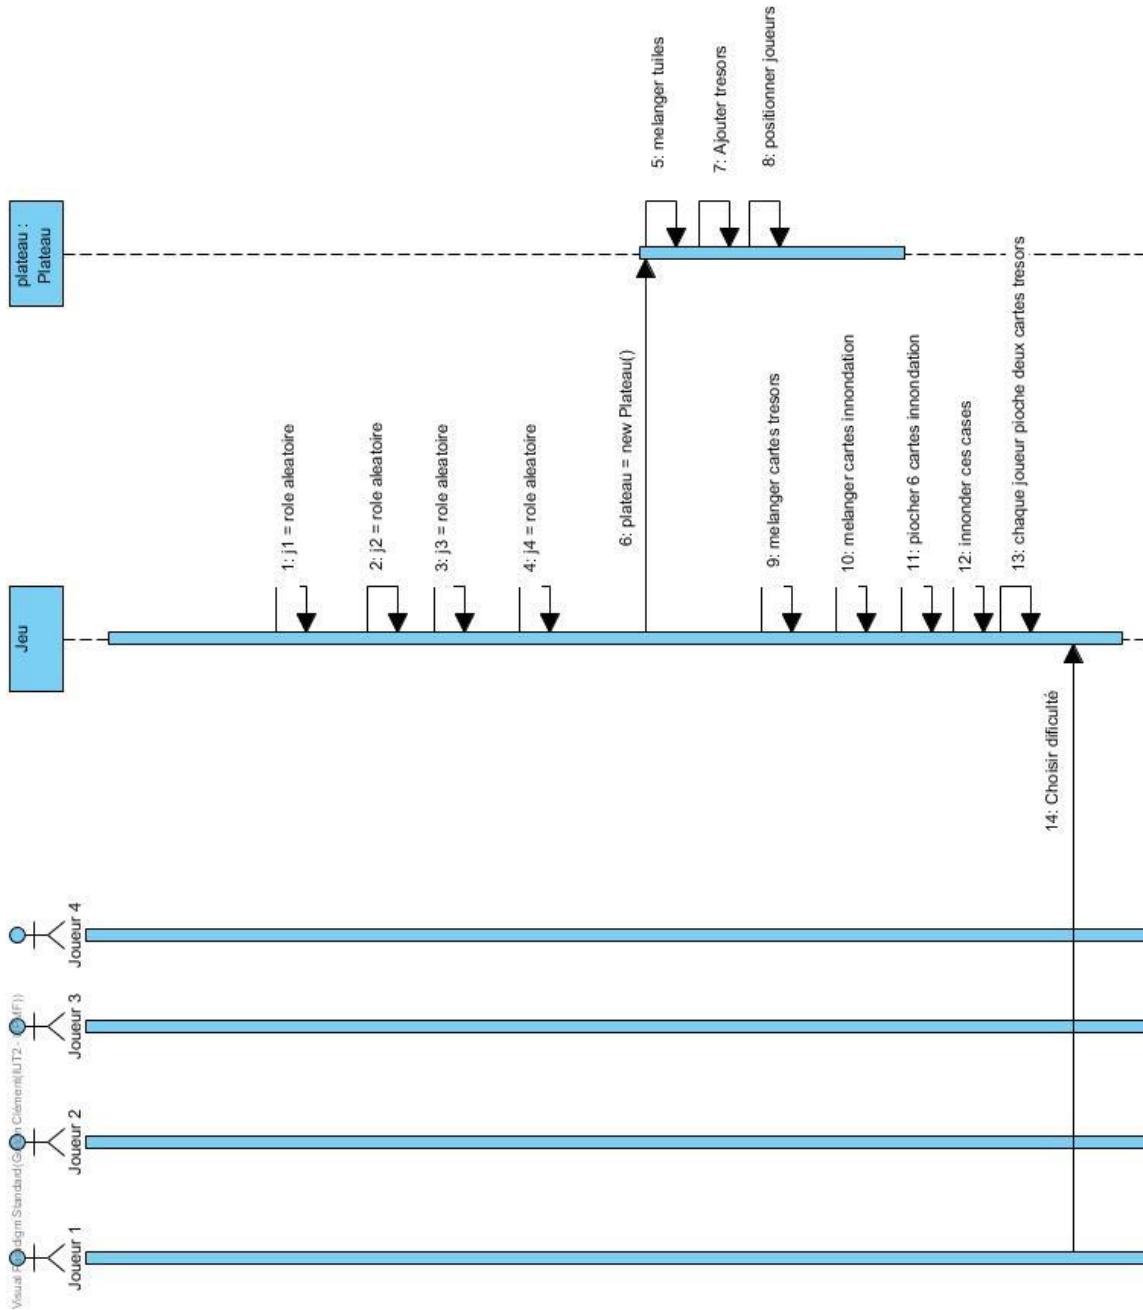 Visual Paradigm Standard
Joueur 1
Joueur 2
Joueur 3
Joueur 4
Jeu
plateau :
Plateau
1: j1 = role aleatoire
2: j2 = role aleatoire
3: j3 = role aleatoire
4: j4 = role aleatoire
6: plateau = new Plateau()
5: melanger tuiles
7: Ajouter tresors
8: positionner joueurs
9: melanger cartes tresors
10: melanger cartes innondation
11: piocher 6 cartes innondation
12: innonder ces cases
13: chaque joueur pioche deux cartes tresors
14: Choisir dificulté